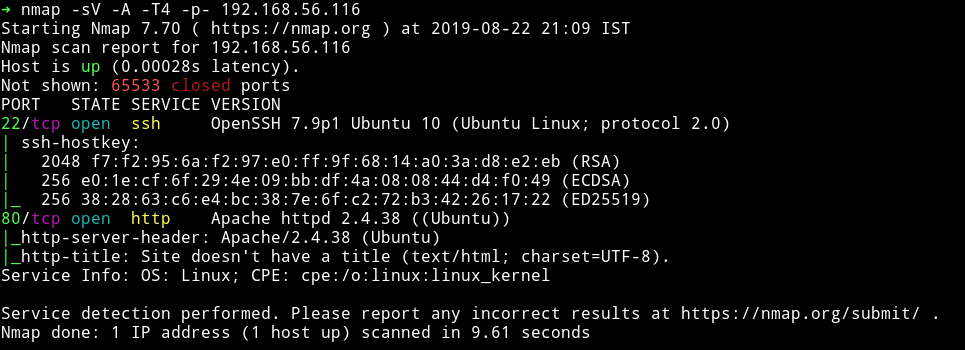 ➜ nmap -sV -A -T4 -p- 192.168.56.116
Starting Nmap 7.70 ( https://nmap.org ) at 2019-08-22 21:09 IST
Nmap scan report for 192.168.56.116
Host is up (0.00028s latency).
Not shown: 65533 closed ports
PORT   STATE SERVICE VERSION
22/tcp open  ssh     OpenSSH 7.9p1 Ubuntu 10 (Ubuntu Linux; protocol 2.0)
| ssh-hostkey:
|   2048 f7:f2:95:6a:f2:97:e0:ff:9f:68:14:a0:3a:d8:e2:eb (RSA)
|   256 e0:1e:cf:6f:29:4e:09:bb:df:4a:08:08:44:d4:f0:49 (ECDSA)
|_  256 38:28:63:c6:e4:bc:38:7e:6f:c2:72:b3:42:26:17:22 (ED25519)
80/tcp open  http    Apache httpd 2.4.38 ((Ubuntu))
|_http-server-header: Apache/2.4.38 (Ubuntu)
|_http-title: Site doesn't have a title (text/html; charset=UTF-8).
Service Info: OS: Linux; CPE: cpe:/o:linux:linux_kernel

Service detection performed. Please report any incorrect results at https://nmap.org/submit/ .
Nmap done: 1 IP address (1 host up) scanned in 9.61 seconds